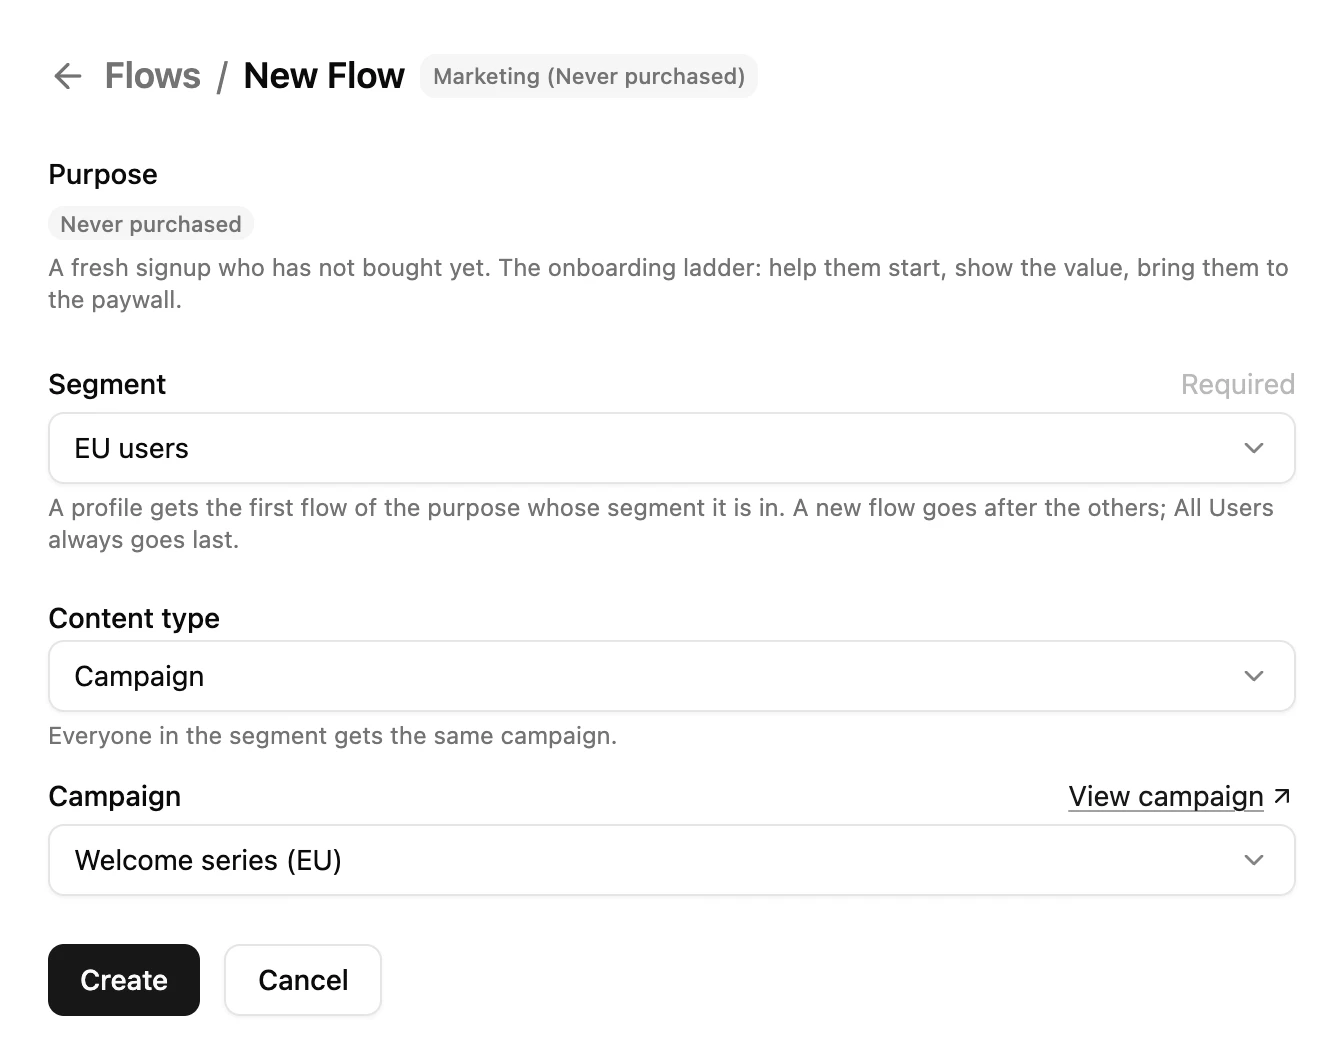 ← Flows / New Flow Marketing (Never purchased)
Purpose
Never purchased
A fresh signup who has not bought yet. The onboarding ladder: help them start, show the value, bring them to
the paywall.
Segment Required
EU users
A profile gets the first flow of the purpose whose segment it is in. A new flow goes after the others; All Users
always goes last.
Content type
Campaign
Everyone in the segment gets the same campaign.
Campaign View campaign ↗
Welcome series (EU)
Create Cancel